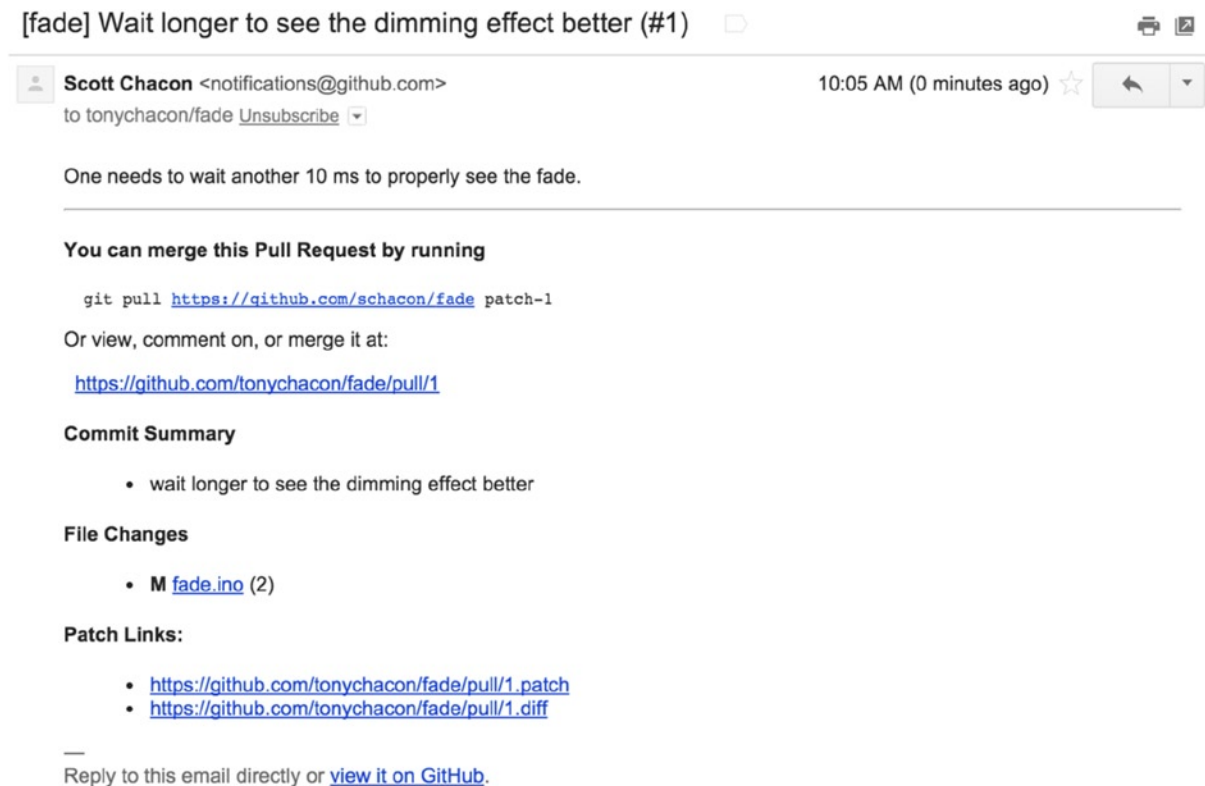 [fade] Wait longer to see the dimming effect better (#1)
Scott Chacon <notifications@github.com>
10:05 AM (0 minutes ago)
to tonychacon/fade Unsubscribe
One needs to wait another 10 ms to properly see the fade.
You can merge this Pull Request by running
git pull https://github.com/schacon/fade patch-1
Or view, comment on, or merge it at:
https://github.com/tonychacon/fade/pull/1
Commit Summary
• wait longer to see the dimming effect better
File Changes
• M fade.ino (2)
Patch Links:
• https://github.com/tonychacon/fade/pull/1.patch
• https://github.com/tonychacon/fade/pull/1.diff
—
Reply to this email directly or view it on GitHub.